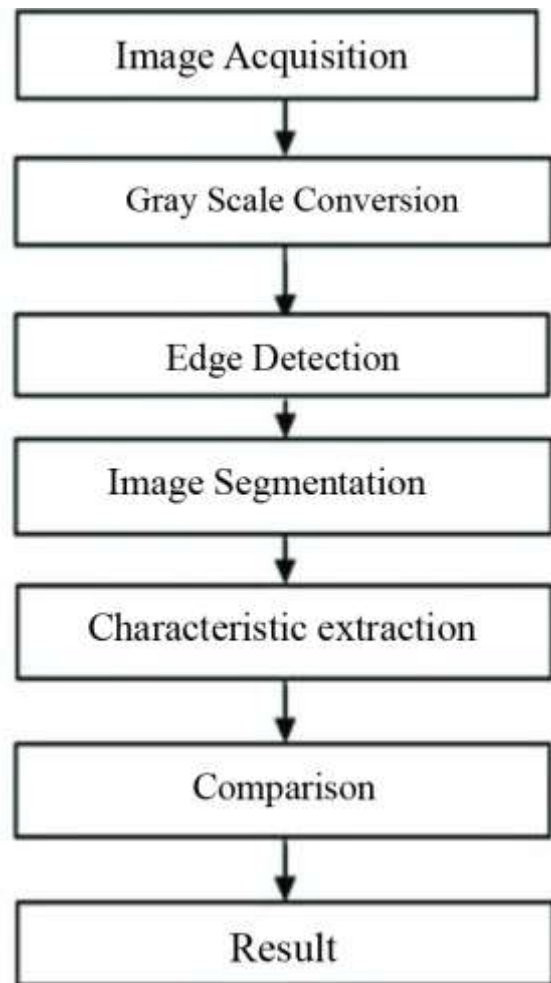 Image Acquisition
Gray Scale Conversion
Edge Detection
Image Segmentation
Characteristic extraction
Comparison
Result